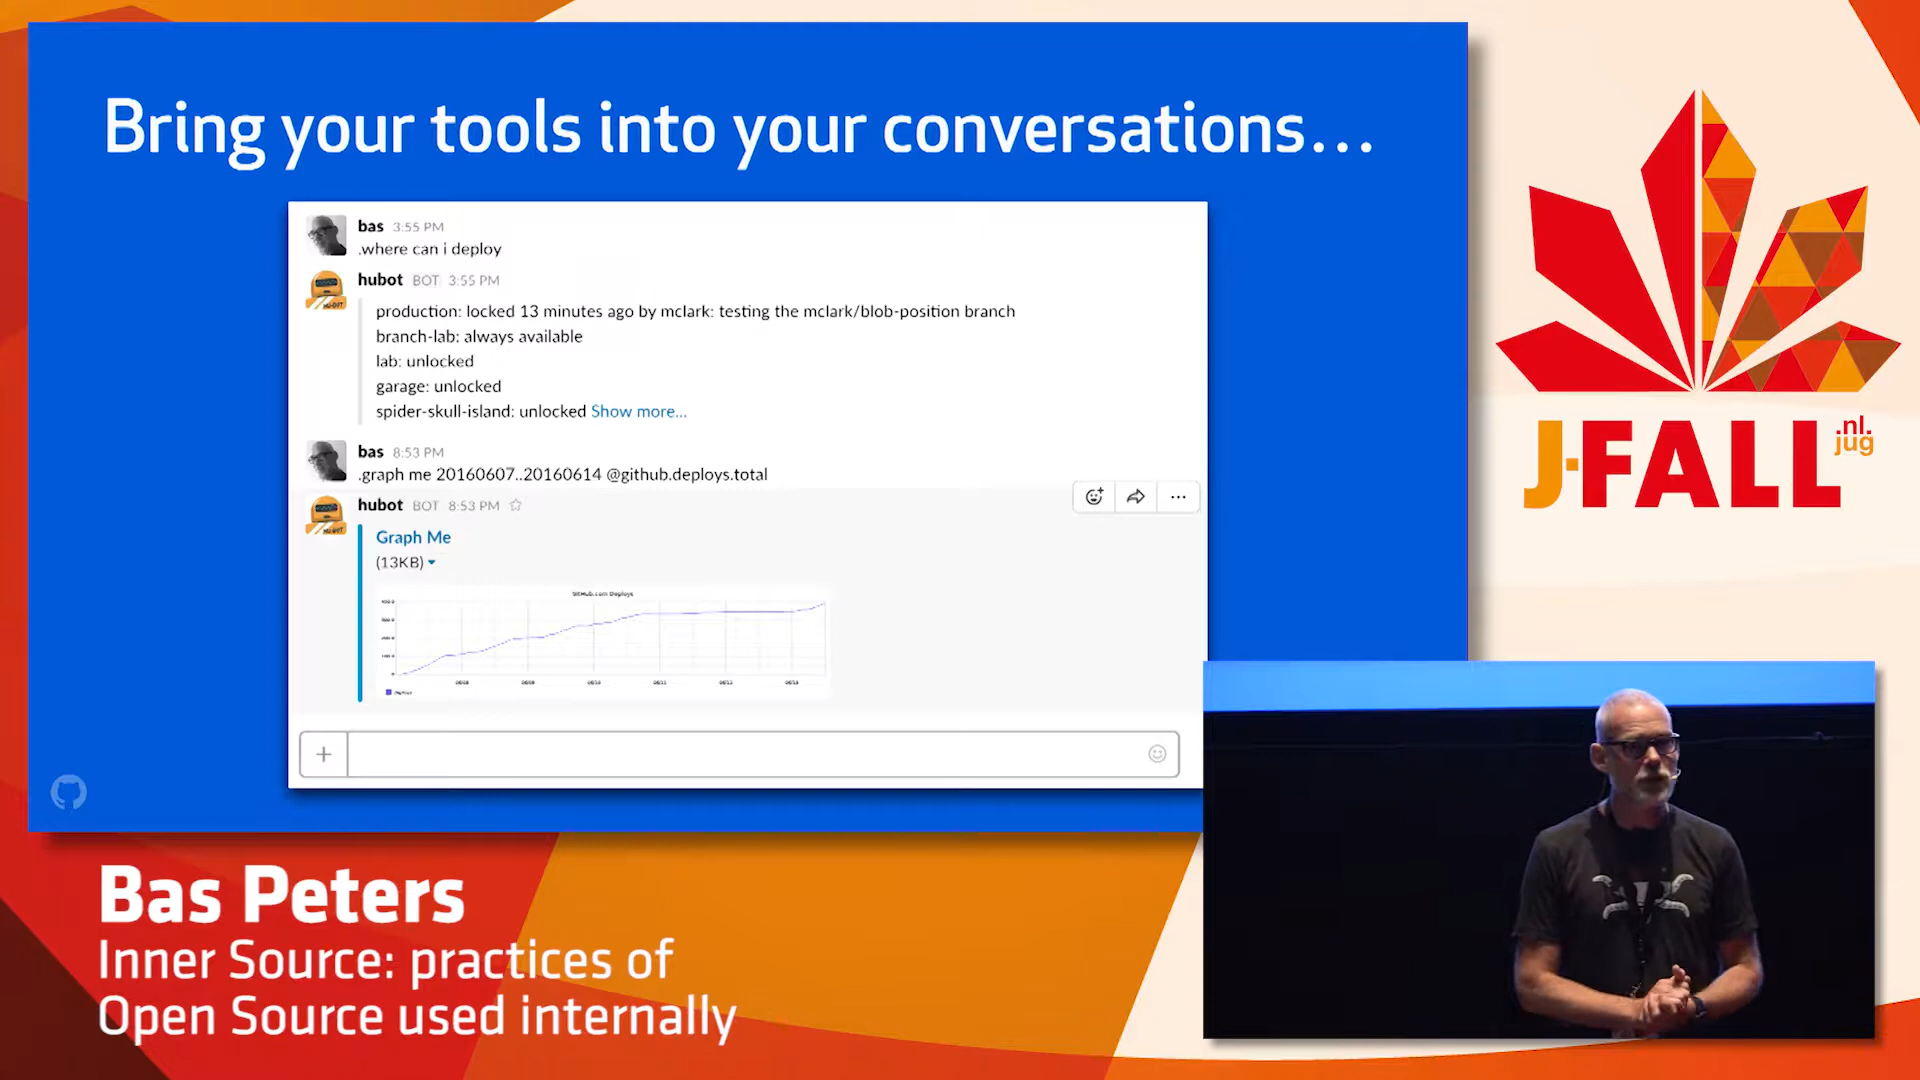 Bring your tools into your conversations...
bas 3:55 PM
.where can i deploy
hubot BOT 3:55 PM
production: locked 13 minutes ago by mclark: testing the mclark/blob-position branch
branch-lab: always available
lab: unlocked
garage: unlocked
spider-skull-island: unlocked Show more...
bas 8:53 PM
.graph me 20160607..20160614 @github.deploys.total
hubot BOT 8:53 PM
Graph Me
(13KB)
GitHub.com Deploys
J-FALL
.nl.
jug
Bas Peters
Inner Source: practices of
Open Source used internally